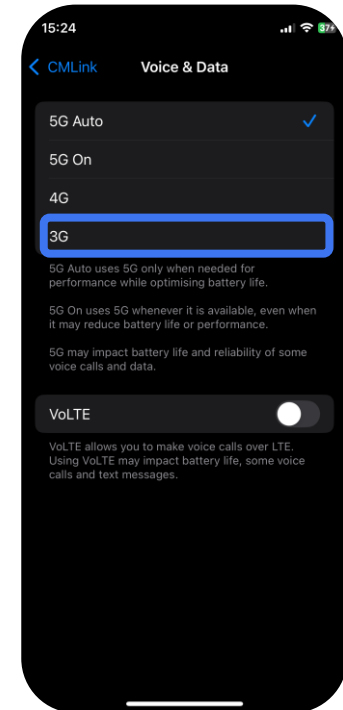 15:24
37
CMLink
Voice & Data
5G Auto
5G On
4G
3G
5G Auto uses 5G only when needed for
performance while optimising battery life.
5G On uses 5G whenever it is available, even when
it may reduce battery life or performance.
5G may impact battery life and reliability of some
voice calls and data.
VoLTE
VoLTE allows you to make voice calls over LTE.
Using VoLTE may impact battery life, some voice
calls and text messages.